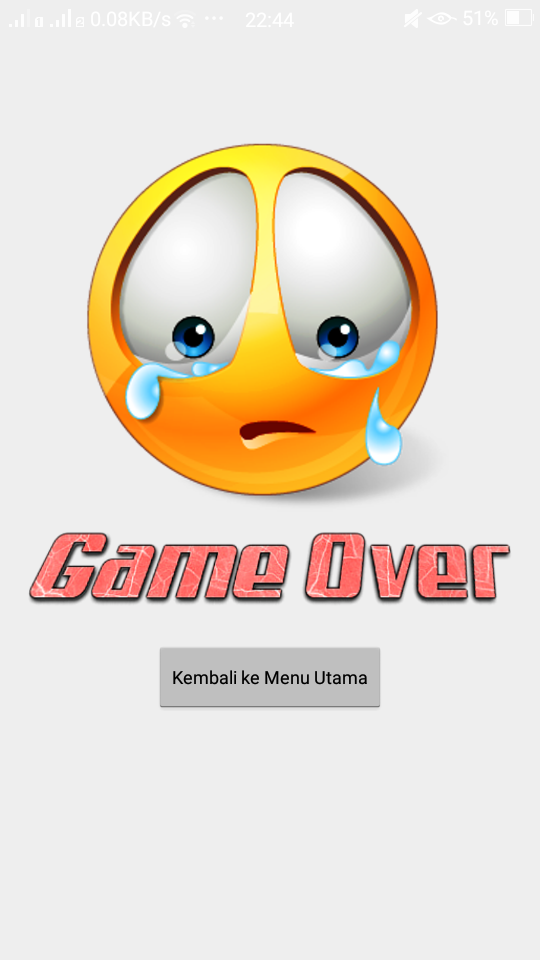 0.08KB/s ... 22:44 51%
Game Over
Kembali ke Menu Utama